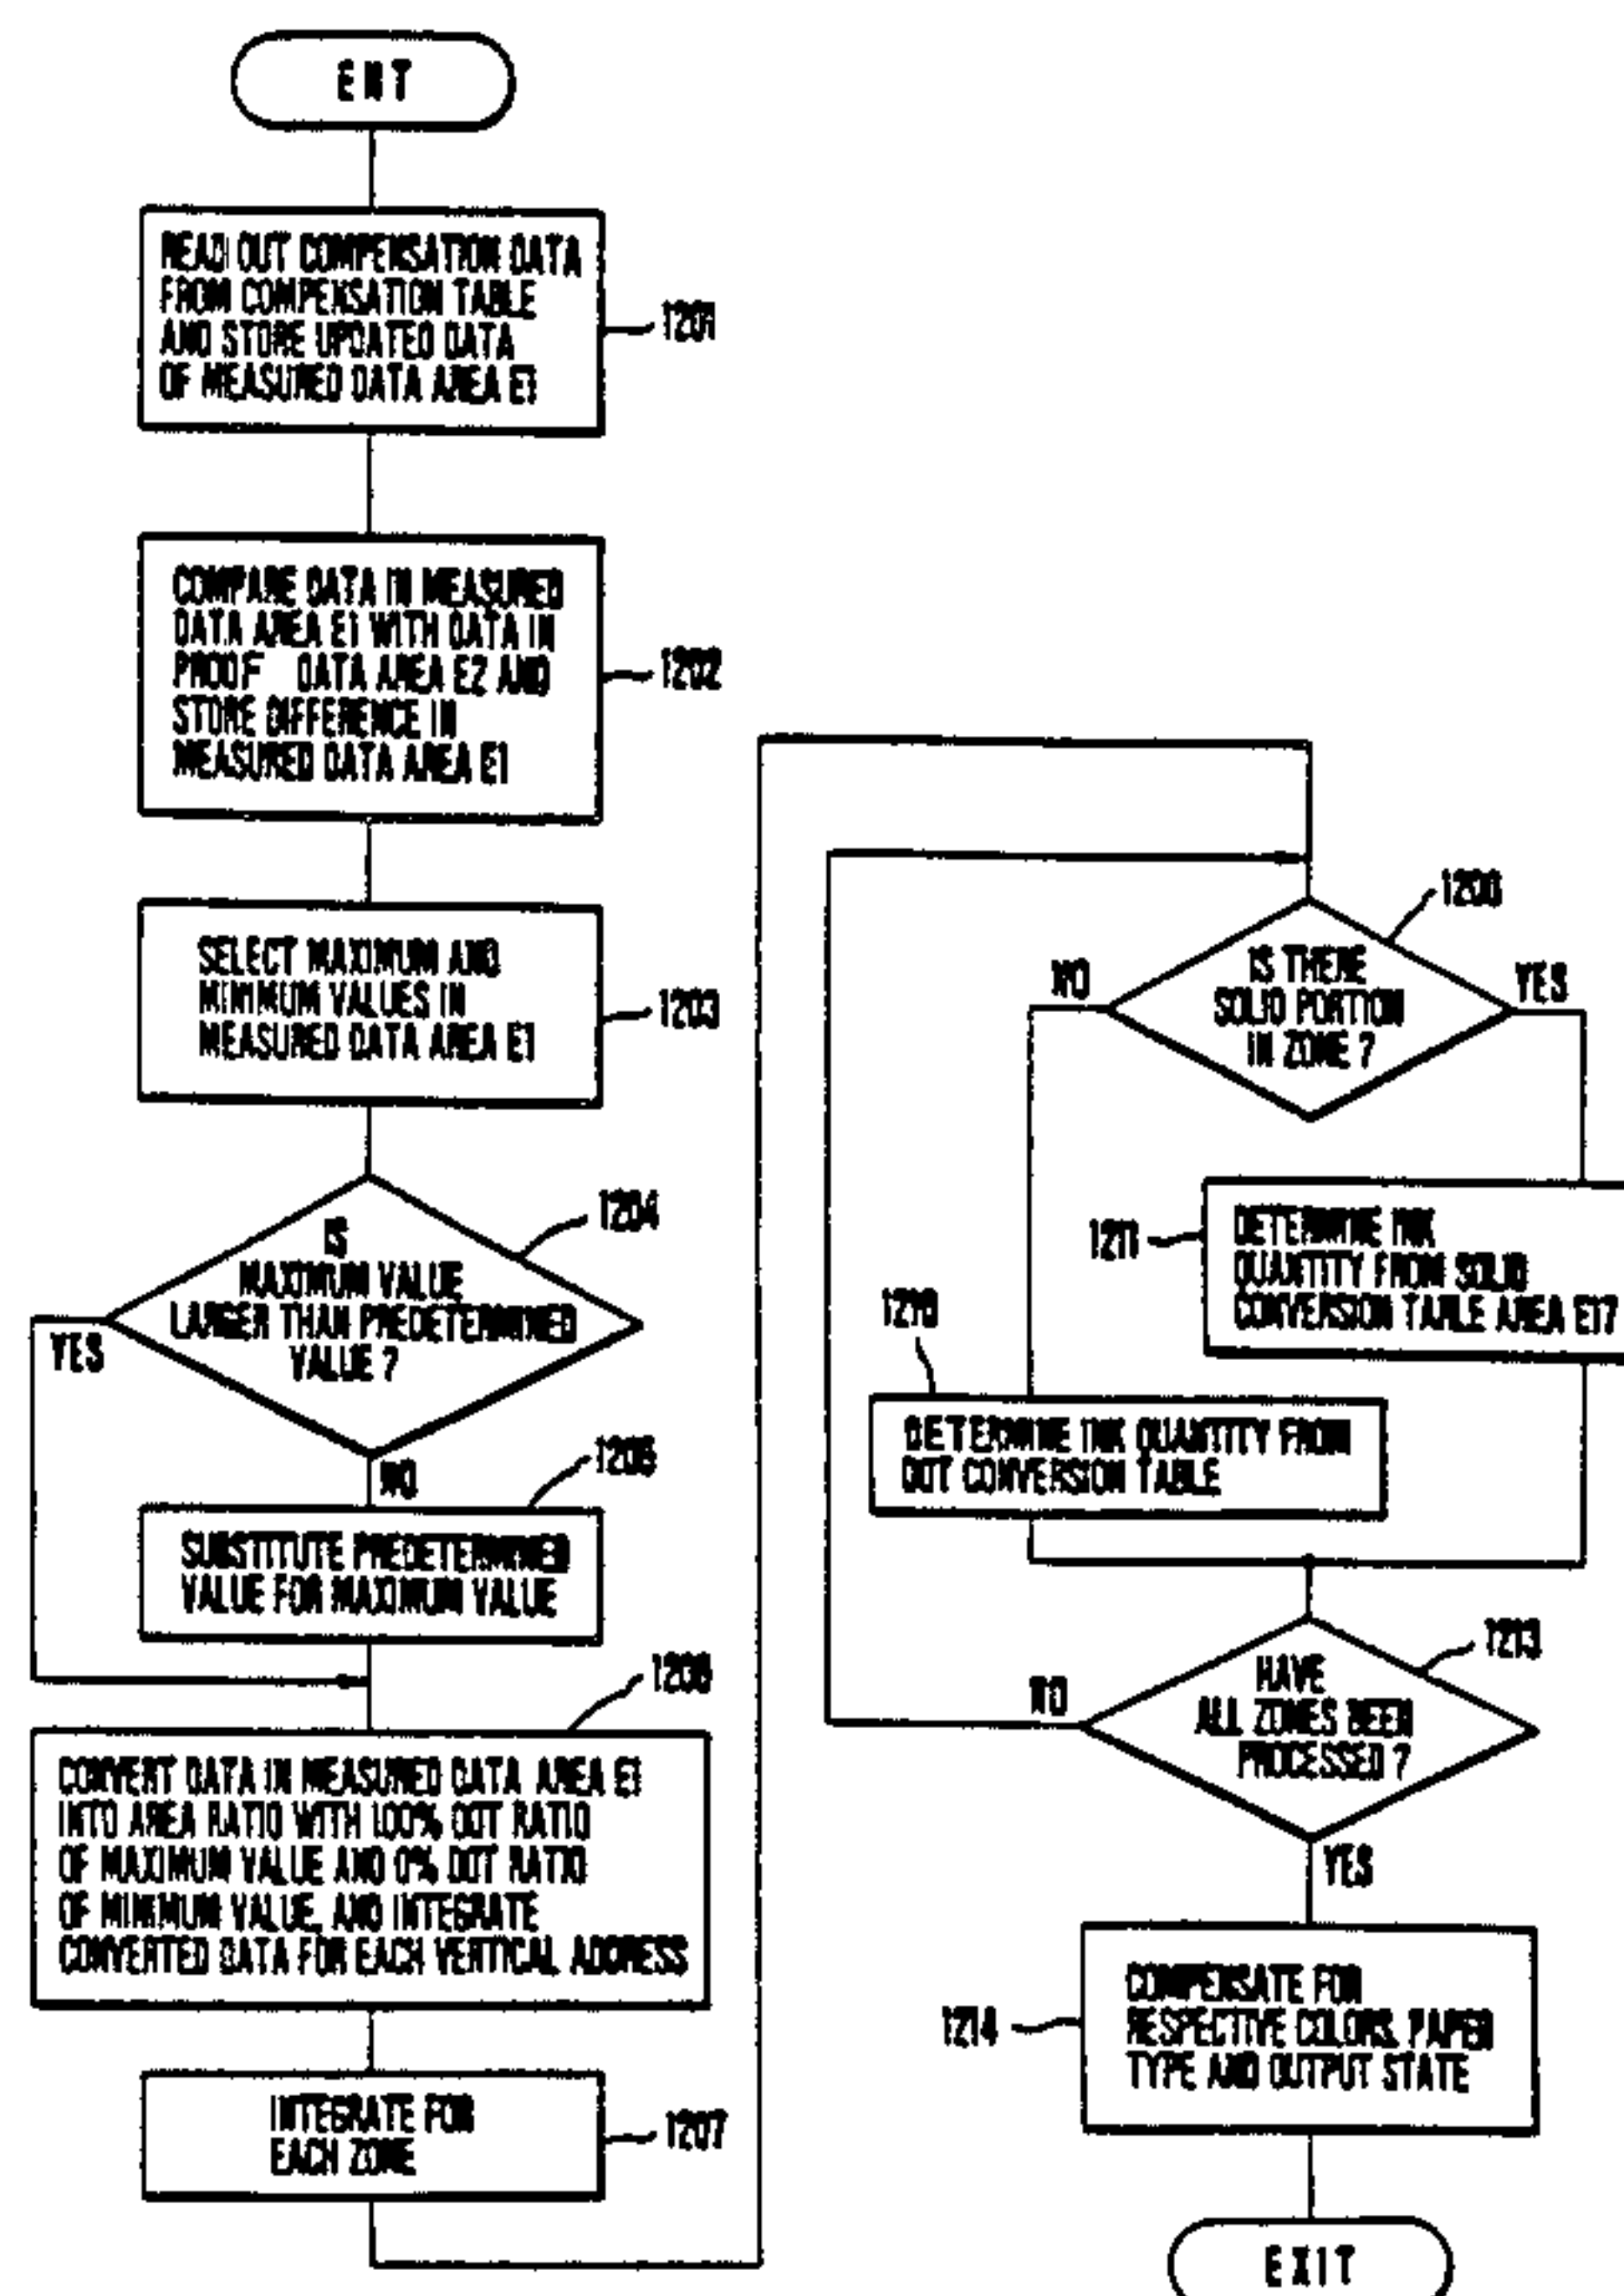 ENT
READ OUT COMPENSATION DATA
FROM COMPENSATION TABLE
AND STORE UPDATED DATA
OF MEASURED DATA AREA E1
1201
COMPARE DATA IN MEASURED
DATA AREA E1 WITH DATA IN
PROOF DATA AREA E2 AND
STORE DIFFERENCE IN
MEASURED DATA AREA E1
1202
SELECT MAXIMUM AND
MINIMUM VALUES IN
MEASURED DATA AREA E1
1203
1204
IS
MAXIMUM VALUE
LARGER THAN PREDETERMINED
VALUE ?
YES
NO
SUBSTITUTE PREDETERMINED
VALUE FOR MAXIMUM VALUE
CONVERT DATA IN MEASURED DATA AREA E1
INTO AREA RATIO WITH 100% DOT RATIO
OF MAXIMUM VALUE AND 0% DOT RATIO
OF MINIMUM VALUE, AND INTEGRATE
CONVERTED DATA FOR EACH VERTICAL ADDRESS
INTEGRATE FOR
EACH ZONE
1207
IS THERE
SOLID PORTION
IN ZONE ?
NO
YES
1211
DETERMINE INK
QUANTITY FROM SOLID
CONVERSION TABLE AREA E17
1210
DETERMINE INK QUANTITY FROM
DOT CONVERSION TABLE
1213
HAVE
ALL ZONES BEEN
PROCESSED ?
NO
YES
1214
COMPENSATE FOR
RESPECTIVE COLORS, PAPER
TYPE AND OUTPUT STATE
EXIT